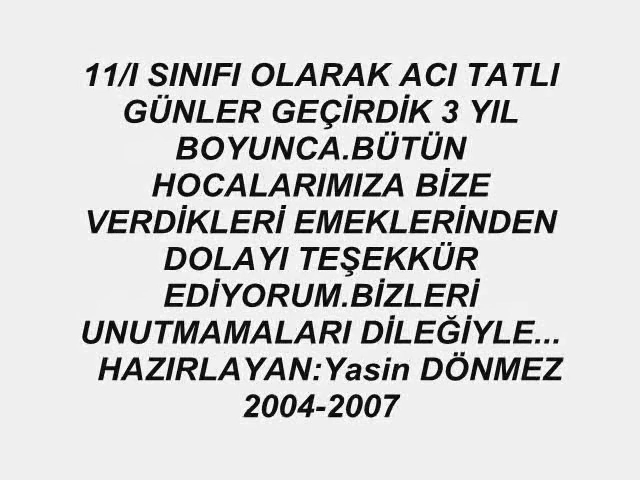 11/I SINIFI OLARAK ACI TATLI
GÜNLER GEÇİRDİK 3 YIL
BOYUNCA.BÜTÜN
HOCALARIMIZA BİZE
VERDİKLERİ EMEKLERİNDEN
DOLAYI TEŞEKKÜR
EDİYORUM.BİZLERİ
UNUTMAMALARI DİLEĞİYLE...
HAZIRLAYAN:Yasin DÖNMEZ
2004-2007